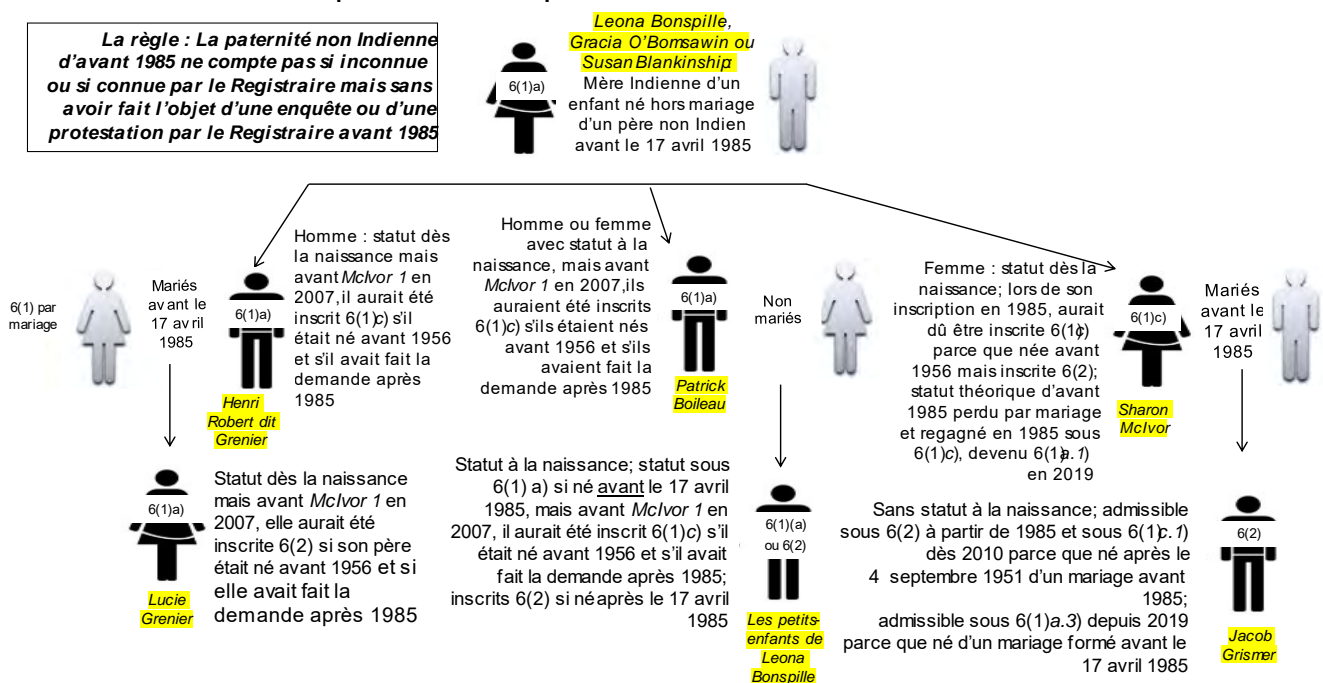 La règle : La paternité non Indienne
d'avant 1985 ne compte pas si inconnue
ou si connue par le Registraire mais sans
avoir fait l'objet d'une enquête ou d'une
protestation par le Registraire avant 1985
6(1)a)
Leona Bonspille,
Gracia O'Bomsawin ou
Susan Blankinship:
Mère Indienne d'un
enfant né hors mariage
d'un père non Indien
avant le 17 avril 1985
6(1) par
mariage
Mariés
avant le
17 avril
1985
6(1)a)
Henri
Robert dit
Grenier
Homme : statut dès
la naissance mais
avant McIvor 1 en
2007, il aurait été
inscrit 6(1)c) s'il
était né avant 1956
et s'il avait fait la
demande après
1985
Homme ou femme
avec statut à la
naissance, mais avant
McIvor 1 en 2007,ils
auraient été inscrits
6(1)c) s'ils étaient nés
avant 1956 et s'ils
avaient fait la
demande après 1985
6(1)a)
Patrick
Boileau
Non
mariés
Femme : statut dès la
naissance; lors de son
inscription en 1985, aurait
dû être inscrite 6(1)c)
parce que née avant
1956 mais inscrite 6(2);
statut théorique d'avant
1985 perdu par mariage
et regagné en 1985 sous
6(1)c), devenu 6(1)a.1)
en 2019
6(1)c)
Sharon
McIvor
Mariés
avant le
17 avril
1985
6(1)a)
Lucie
Grenier
Statut dès la naissance
mais avant McIvor 1 en
2007, elle aurait été
inscrite 6(2) si son père
était né avant 1956 et si
elle avait fait la
demande après 1985
Statut à la naissance; statut sous
6(1) a) si né avant le 17 avril
1985, mais avant McIvor 1 en
2007, il aurait été inscrit 6(1)c) s'il
était né avant 1956 et s'il avait
fait la demande après 1985;
inscrits 6(2) si né après le 17 avril
1985
6(1)(a)
ou 6(2)
Les petits-
enfants de
Leona
Bonspille
Sans statut à la naissance; admissible
sous 6(2) à partir de 1985 et sous 6(1)c.1)
dès 2010 parce que né après le
4 septembre 1951 d'un mariage avant
1985;
admissible sous 6(1)a.3) depuis 2019
parce que né d'un mariage formé avant le
17 avril 1985
6(2)
Jacob
Grismer